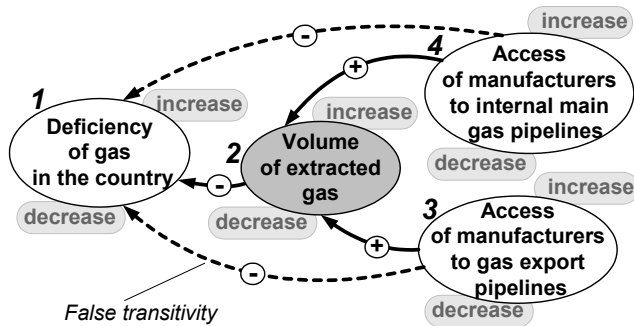 increase
-
4
Access
of manufacturers
to internal main
gas pipelines
decrease
+
1
increase
Deficiency
of gas
in the country
decrease
increase
2
Volume
of extracted
gas
decrease
-
increase
3
Access
of manufacturers
to gas export
pipelines
decrease
+
-
False transitivity